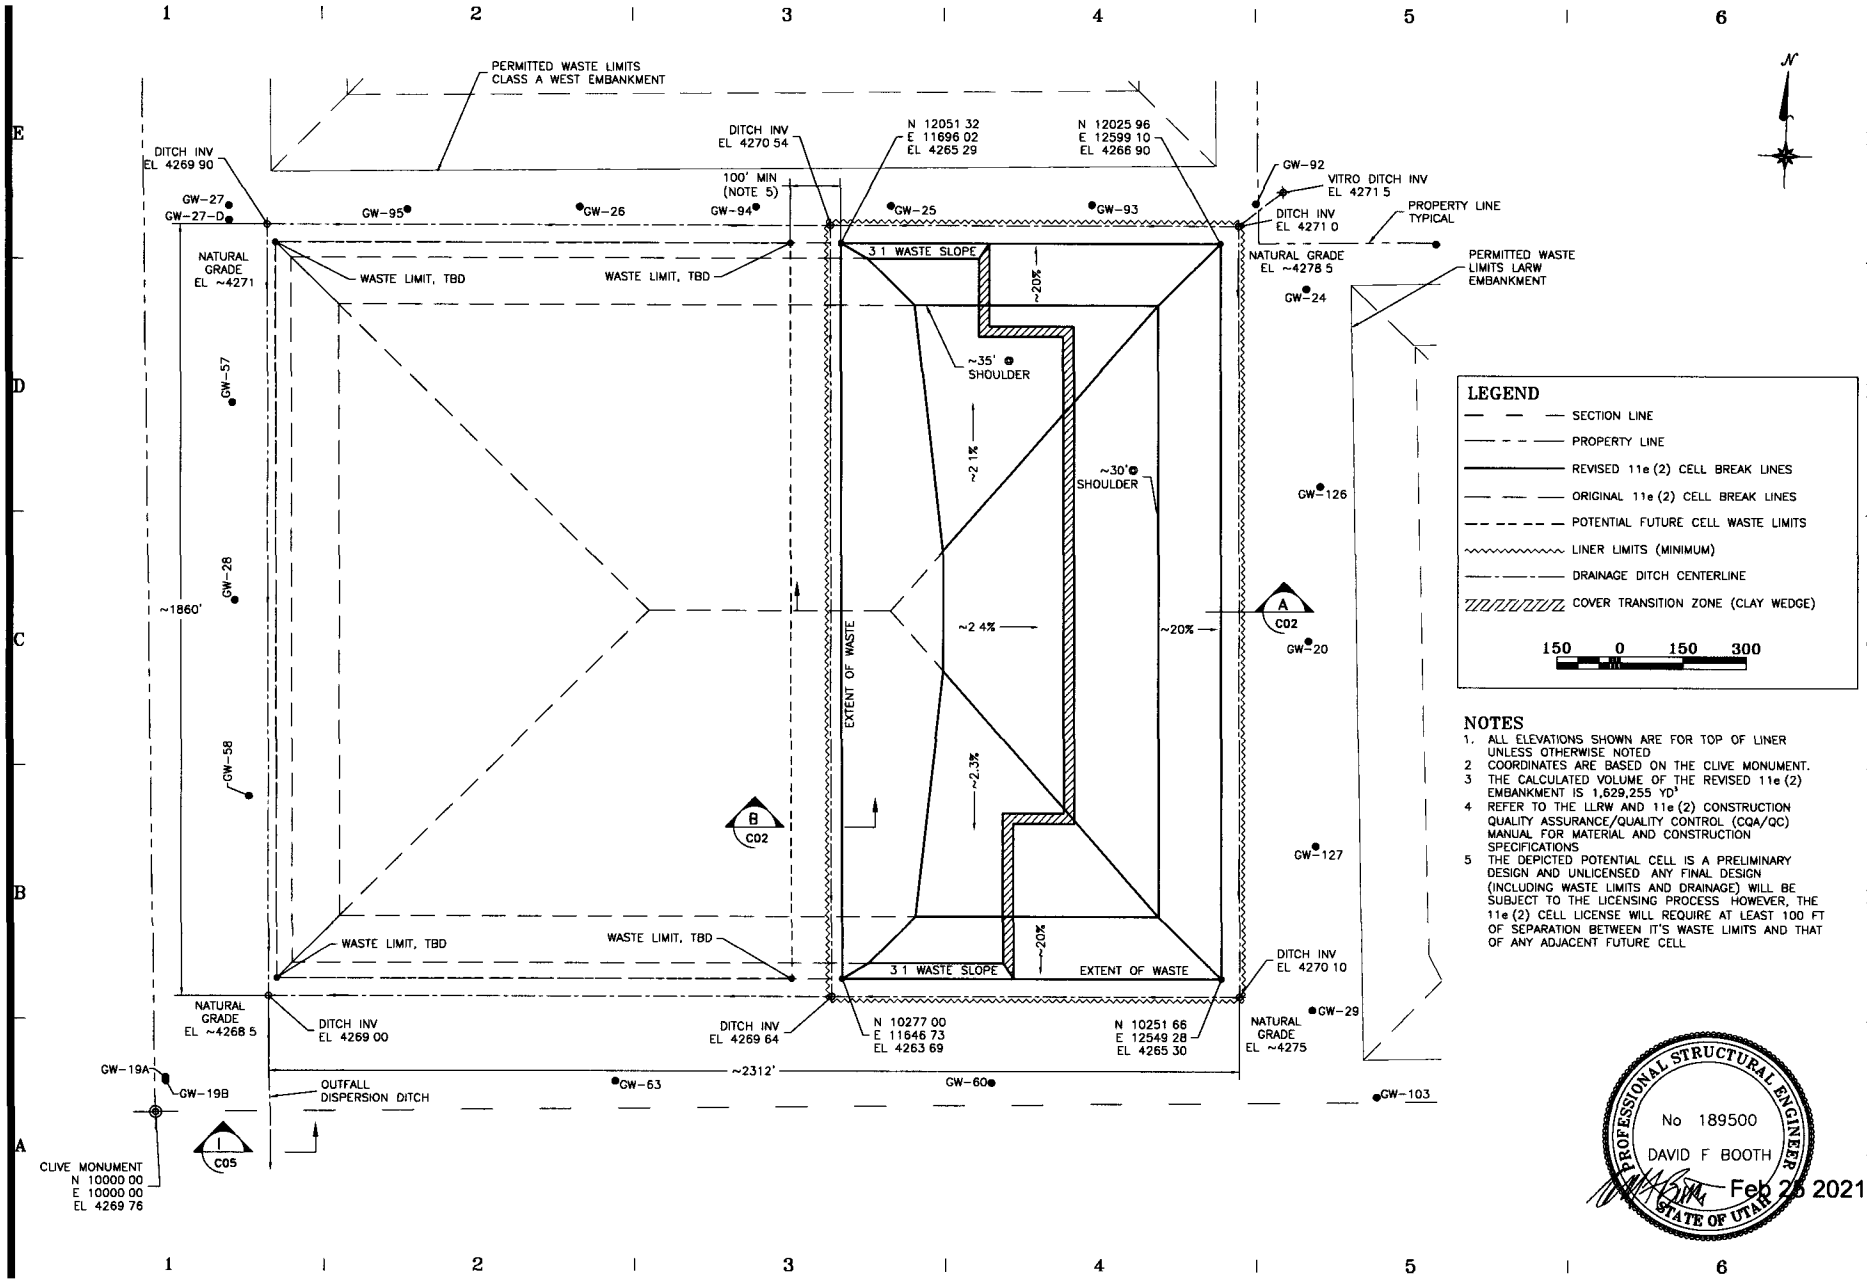 1 2 3 4 5 6
E
D
C
B
A
PERMITTED WASTE LIMITS
CLASS A WEST EMBANKMENT
N
DITCH INV
EL 4269 90
DITCH INV
EL 4270 54
N 12051 32
E 11696 02
EL 4265 29
N 12025 96
E 12599 10
EL 4266 90
GW-92
VITRO DITCH INV
EL 4271 5
PROPERTY LINE
TYPICAL
DITCH INV
EL 4271 0
100' MIN
(NOTE 5)
GW-27
GW-27-D
GW-95
GW-26
GW-94
GW-25
GW-93
NATURAL
GRADE
EL ~4271
WASTE LIMIT, TBD
WASTE LIMIT, TBD
3 1 WASTE SLOPE
~20%
NATURAL GRADE
EL ~4278 5
GW-24
PERMITTED WASTE
LIMITS LARW
EMBANKMENT
GW-57
~35' @
SHOULDER
~2 1%
~30'@
SHOULDER
GW-126
GW-28
~1860'
EXTENT OF WASTE
~2 4%
~20%
A
C02
GW-20
GW-58
B
C02
~2.3%
GW-127
WASTE LIMIT, TBD
WASTE LIMIT, TBD
~20%
3 1 WASTE SLOPE
EXTENT OF WASTE
DITCH INV
EL 4270 10
NATURAL
GRADE
EL ~4268 5
DITCH INV
EL 4269 00
DITCH INV
EL 4269 64
N 10277 00
E 11646 73
EL 4263 69
N 10251 66
E 12549 28
EL 4265 30
NATURAL
GRADE
EL ~4275
GW-29
GW-19A
GW-19B
~2312'
GW-63
GW-60
GW-103
OUTFALL
DISPERSION DITCH
I
C05
CLIVE MONUMENT
N 10000 00
E 10000 00
EL 4269 76
LEGEND
SECTION LINE
PROPERTY LINE
REVISED 11e (2) CELL BREAK LINES
ORIGINAL 11e (2) CELL BREAK LINES
POTENTIAL FUTURE CELL WASTE LIMITS
LINER LIMITS (MINIMUM)
DRAINAGE DITCH CENTERLINE
COVER TRANSITION ZONE (CLAY WEDGE)
150 0 150 300
NOTES
1. ALL ELEVATIONS SHOWN ARE FOR TOP OF LINER
UNLESS OTHERWISE NOTED
2 COORDINATES ARE BASED ON THE CLIVE MONUMENT.
3 THE CALCULATED VOLUME OF THE REVISED 11e (2)
EMBANKMENT IS 1,629,255 YD³
4 REFER TO THE LLRW AND 11e (2) CONSTRUCTION
QUALITY ASSURANCE/QUALITY CONTROL (CQA/QC)
MANUAL FOR MATERIAL AND CONSTRUCTION
SPECIFICATIONS
5 THE DEPICTED POTENTIAL CELL IS A PRELIMINARY
DESIGN AND UNLICENSED ANY FINAL DESIGN
(INCLUDING WASTE LIMITS AND DRAINAGE) WILL BE
SUBJECT TO THE LICENSING PROCESS HOWEVER, THE
11e (2) CELL LICENSE WILL REQUIRE AT LEAST 100 FT
OF SEPARATION BETWEEN IT'S WASTE LIMITS AND THAT
OF ANY ADJACENT FUTURE CELL
PROFESSIONAL STRUCTURAL ENGINEER
No 189500
DAVID F BOOTH
Feb 2021
STATE OF UTAH
1 2 3 4 5 6